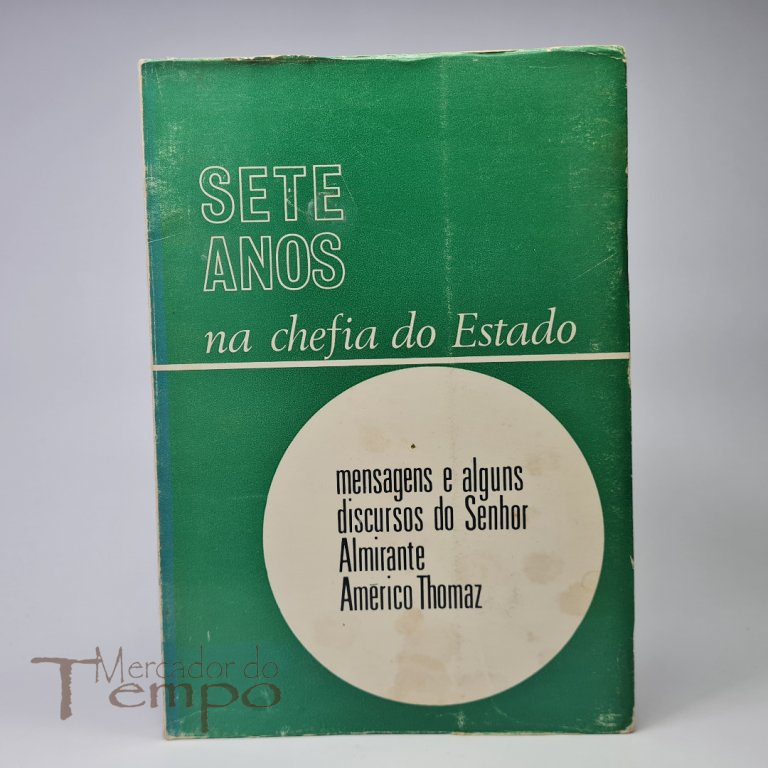 SETE
ANOS
na chefia do Estado
mensagens e alguns
discursos do Senhor
Almirante
Américo Thomaz
Mercador do
Tempo